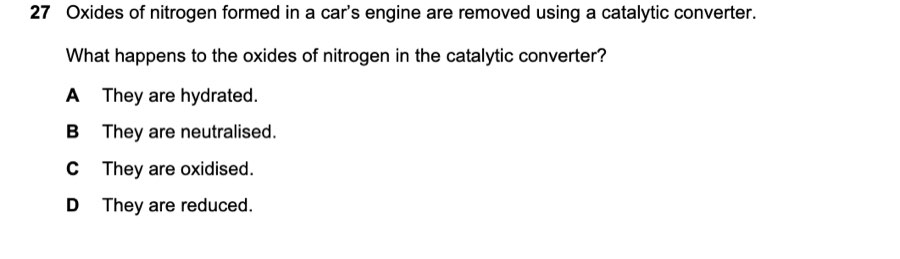 27 Oxides of nitrogen formed in a car's engine are removed using a catalytic converter.
What happens to the oxides of nitrogen in the catalytic converter?
A They are hydrated.
B They are neutralised.
C They are oxidised.
D They are reduced.